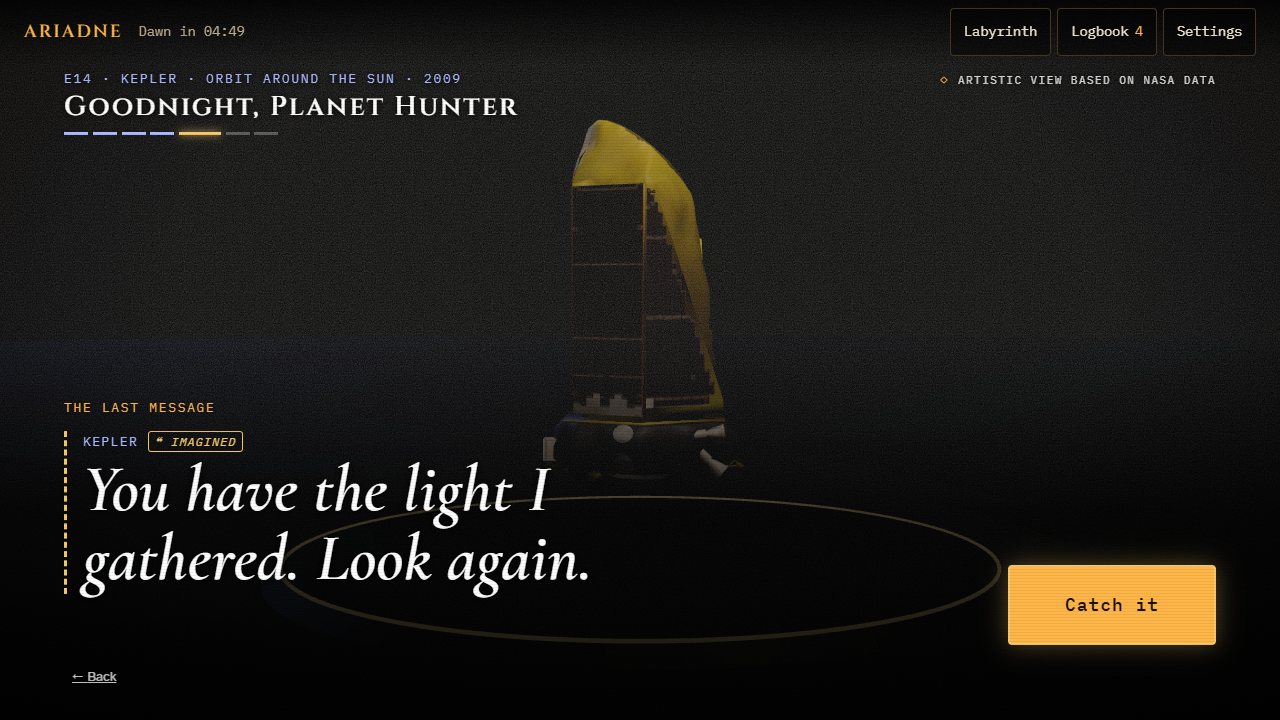 ARIADNE Dawn in 04:49
Labyrinth
Logbook 4
Settings
E14 · KEPLER · ORBIT AROUND THE SUN · 2009
◇ ARTISTIC VIEW BASED ON NASA DATA
Goodnight, Planet Hunter
THE LAST MESSAGE
KEPLER ❝ IMAGINED
You have the light I
gathered. Look again.
Catch it
← Back